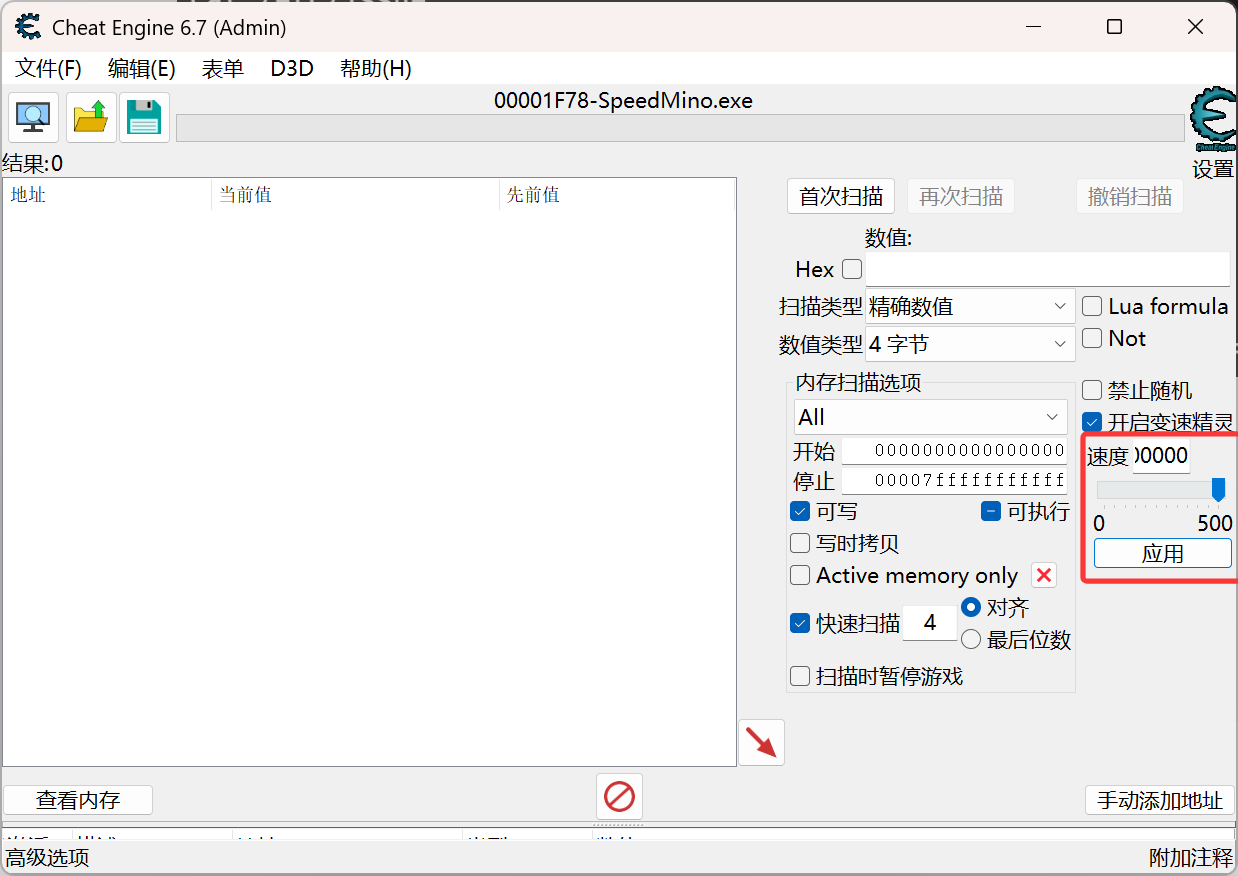 Cheat Engine 6.7 (Admin)
文件(F) 编辑(E) 表单 D3D 帮助(H)
00001F78-SpeedMino.exe
Cheat Engine
设置
结果:0
地址 当前值 先前值
首次扫描 再次扫描 撤销扫描
数值:
Hex
扫描类型 精确数值 Lua formula
Not
数值类型 4 字节
内存扫描选项
禁止随机
All
开启变速精灵
开始 0000000000000000
速度 00000
停止 00007fffffffffff
可写 可执行
0 500
写时拷贝
应用
Active memory only
快速扫描 4 对齐
最后位数
扫描时暂停游戏
查看内存 手动添加地址
高级选项 附加注释